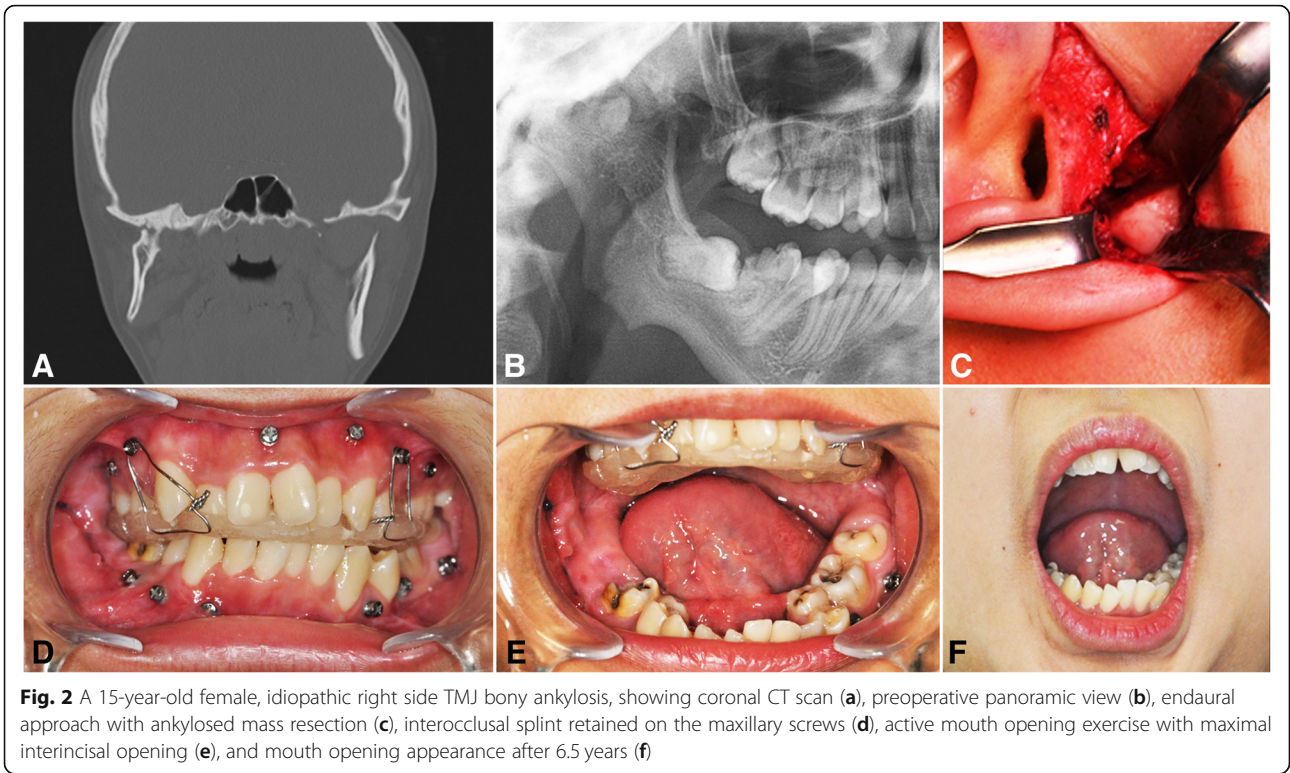 A
B
C
D
E
F
Fig. 2 A 15-year-old female, idiopathic right side TMJ bony ankylosis, showing coronal CT scan (a), preoperative panoramic view (b), endaural
approach with ankylosed mass resection (c), interocclusal splint retained on the maxillary screws (d), active mouth opening exercise with maximal
interincisal opening (e), and mouth opening appearance after 6.5 years (f)